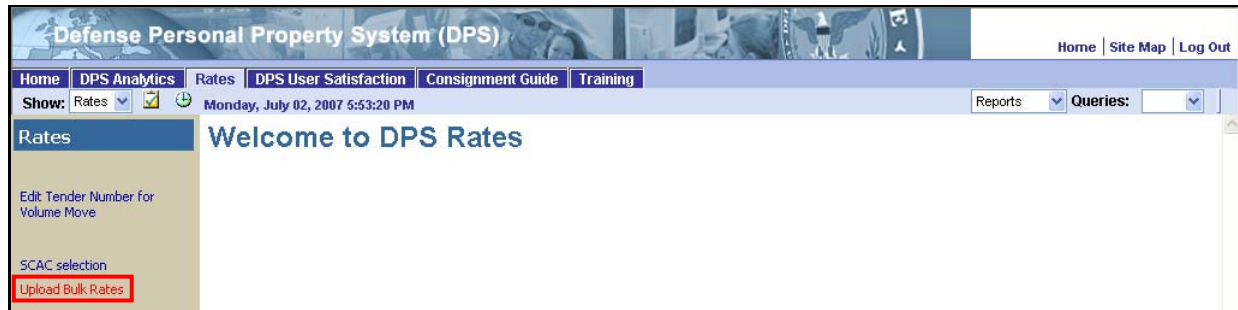 Defense Personal Property System (DPS)
Home | Site Map | Log Out
Home DPS Analytics Rates DPS User Satisfaction Consignment Guide Training
Show: Rates Monday, July 02, 2007 5:53:20 PM Reports Queries:
Rates
Welcome to DPS Rates
Edit Tender Number for
Volume Move
SCAC selection
Upload Bulk Rates